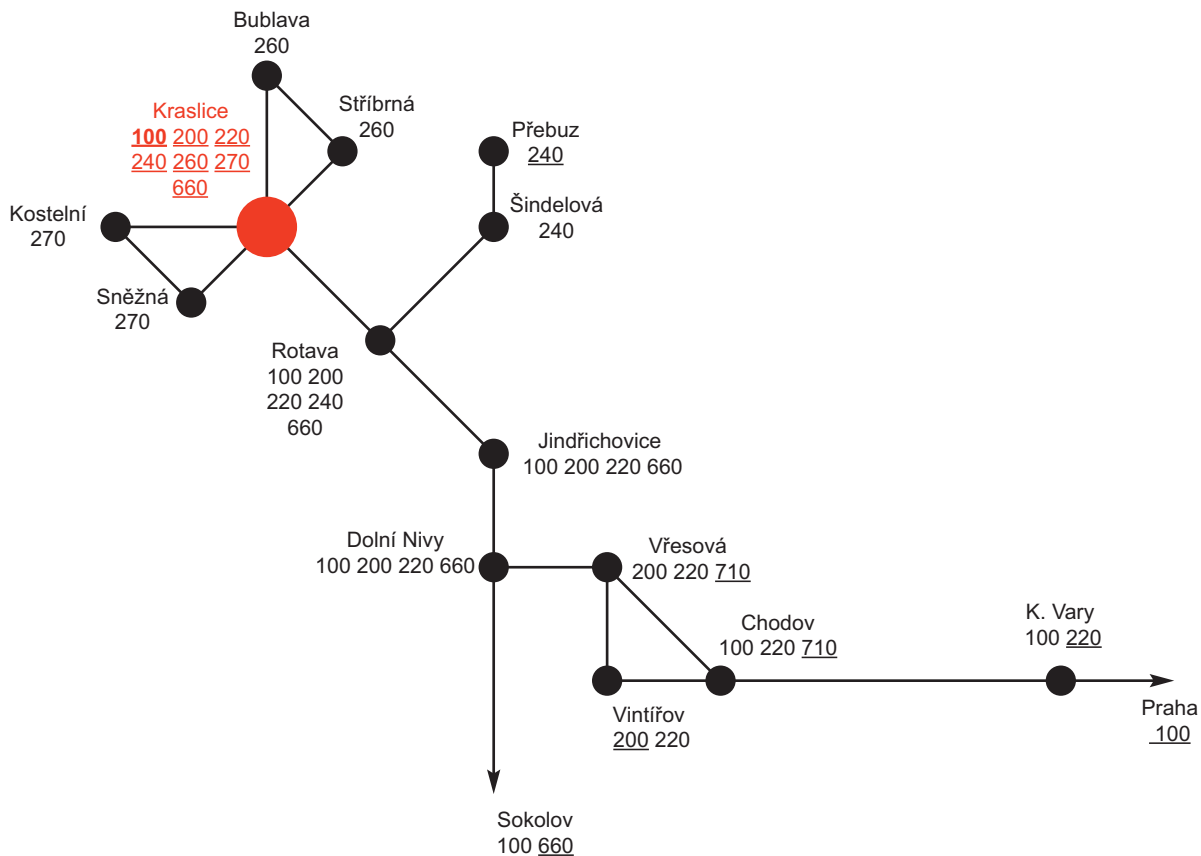 Bublava
260
Kraslice
100 200 220
240 260 270
660
Stříbrná
260
Přebuz
240
Kostelní
270
Šindelová
240
Sněžná
270
Rotava
100 200
220 240
660
Jindřichovice
100 200 220 660
Dolní Nivy
100 200 220 660
Vřesová
200 220 710
Chodov
100 220 710
K. Vary
100 220
Vintířov
200 220
Praha
100
Sokolov
100 660